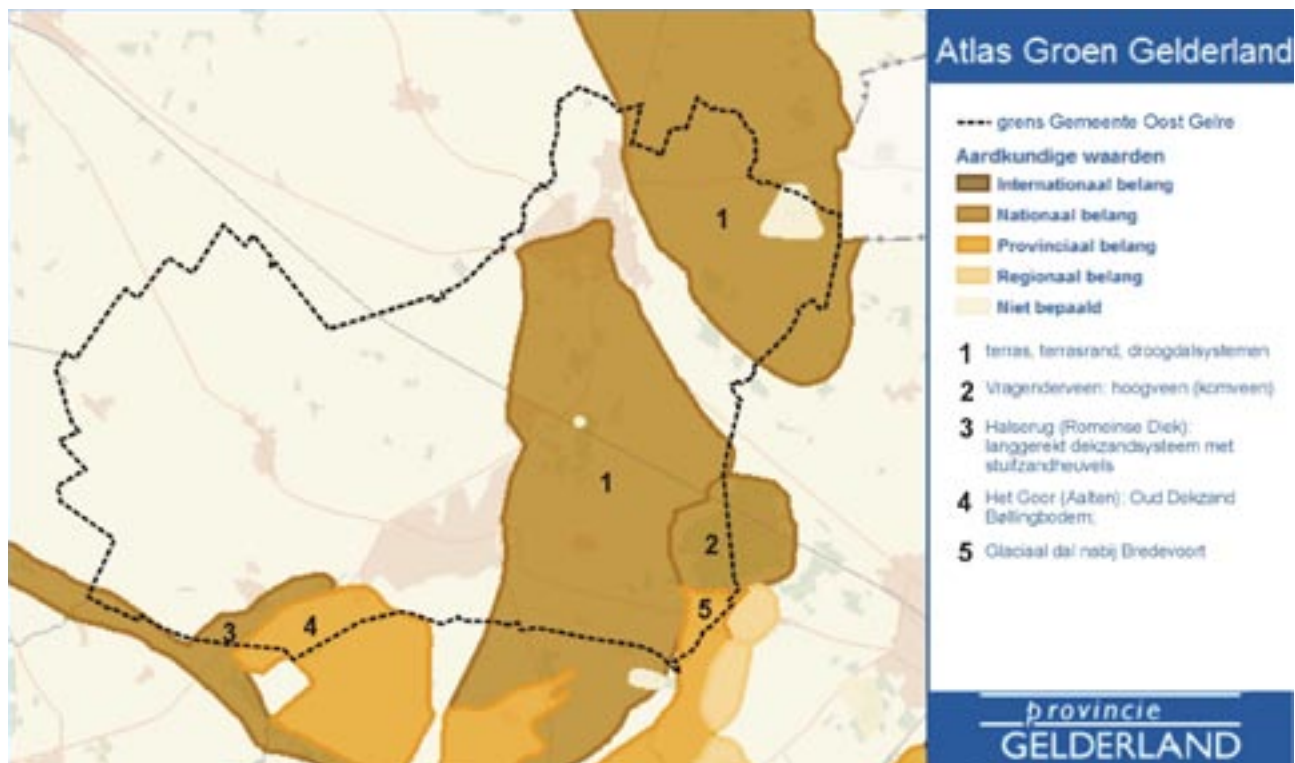 Atlas Groen Gelderland
grens Gemeente Oost Gelre
Aardkundige waarden
Internationaal belang
Nationaal belang
Provinciaal belang
Regionaal belang
Niet bepaald
1 terras, terrasrand, droogdalsystemen
2 Vragenderveen: hoogveen (komveen)
3 Halserug (Romeinse Diek):
langgerekt dekzandsysteem met
stuifzandheuvels
4 Het Goor (Aalten): Oud Dekzand
Bøllingbodem;
5 Glaciaal dal nabij Bredevoort
provincie
GELDERLAND
1
1
2
5
3
4